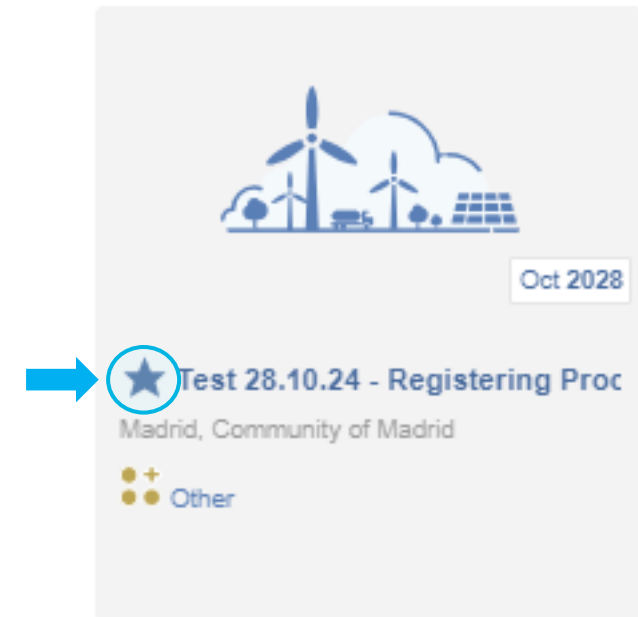 Oct 2028
Test 28.10.24 - Registering Proc
Madrid, Community of Madrid
Other